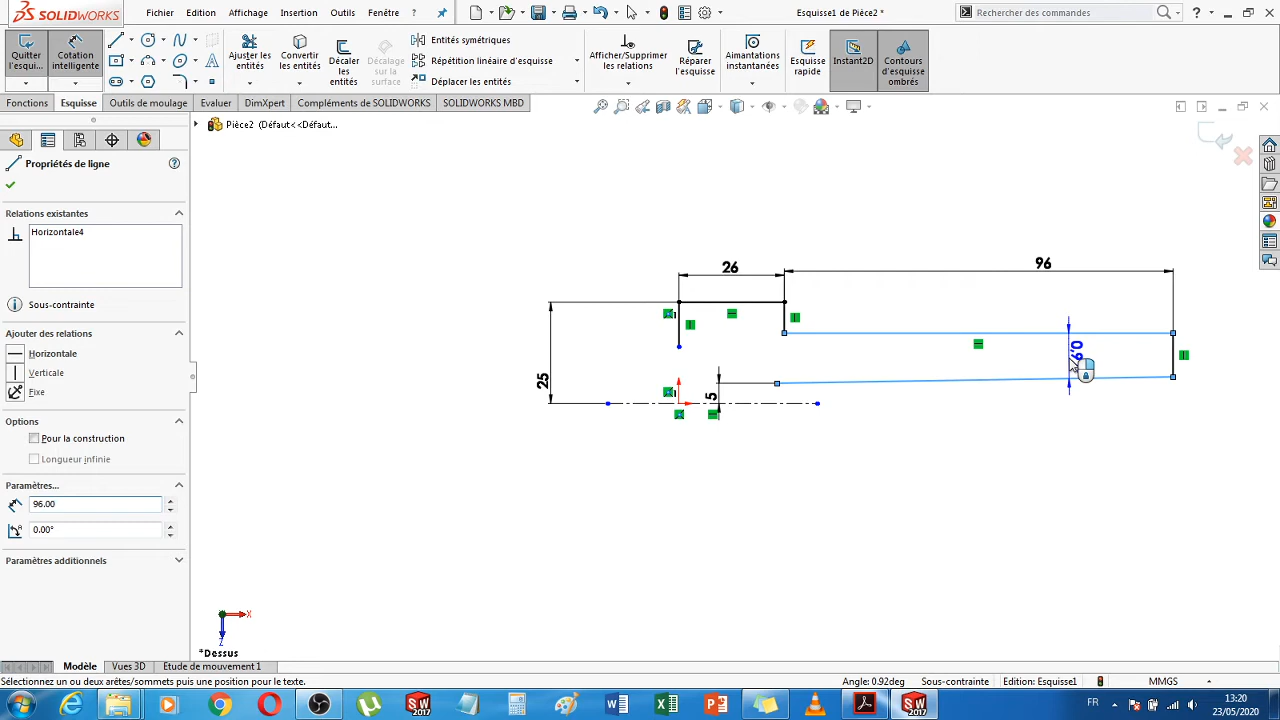 SOLIDWORKS
Fichier
Edition
Affichage
Insertion
Outils
Fenêtre
?
Esquisse1 de Pièce2 *
Rechercher des commandes
Quitter l'esqui...
Cotation intelligente
Ajuster les entités
Convertir les entités
Décaler les entités
Décalage sur la surface
Entités symétriques
Répétition linéaire d'esquisse
Déplacer les entités
Afficher/Supprimer les relations
Réparer l'esquisse
Aimantations instantanées
Esquisse rapide
Instant2D
Contours d'esquisse ombrés
Fonctions
Esquisse
Outils de moulage
Evaluer
DimXpert
Compléments de SOLIDWORKS
SOLIDWORKS MBD
Pièce2 (Défaut<<Défaut...
Propriétés de ligne
Relations existantes
Horizontale4
Sous-contrainte
Ajouter des relations
Horizontale
Verticale
Fixe
Options
Pour la construction
Longueur infinie
Paramètres...
96.00
0.00°
Paramètres additionnels
26
96
25
5
X
Z
*Dessus
Modèle
Vues 3D
Etude de mouvement 1
Sélectionnez un ou deux arêtes/sommets puis une position pour le texte.
Angle: 0.92deg
Sous-contrainte
Edition: Esquisse1
MMGS
FR
13:20
23/05/2020